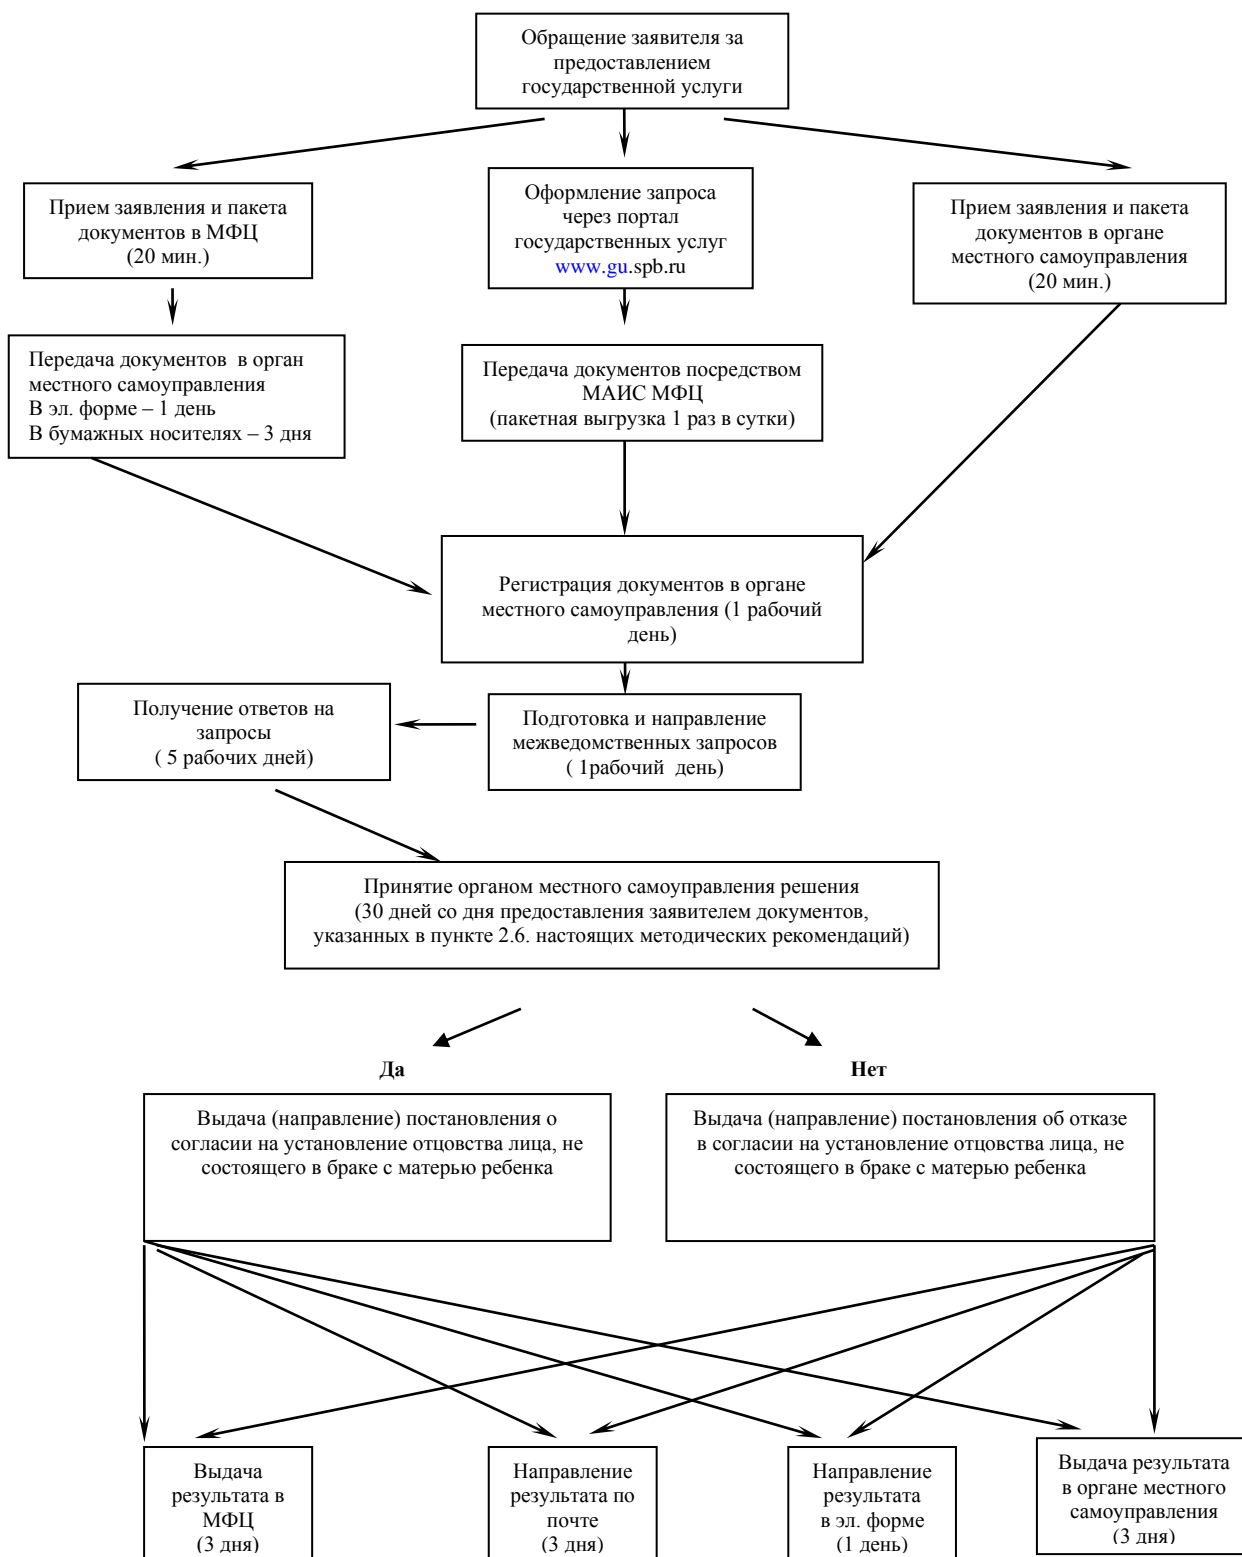 Обращение заявителя за
предоставлением
государственной услуги
Прием заявления и пакета
документов в МФЦ
(20 мин.)
Оформление запроса
через портал
государственных услуг
www.gu.spb.ru
Прием заявления и пакета
документов в органе
местного самоуправления
(20 мин.)
Передача документов в орган
местного самоуправления
В эл. форме – 1 день
В бумажных носителях – 3 дня
Передача документов посредством
МАИС МФЦ
(пакетная выгрузка 1 раз в сутки)
Регистрация документов в органе
местного самоуправления (1 рабочий
день)
Получение ответов на
запросы
( 5 рабочих дней)
Подготовка и направление
межведомственных запросов
( 1рабочий день)
Принятие органом местного самоуправления решения
(30 дней со дня предоставления заявителем документов,
указанных в пункте 2.6. настоящих методических рекомендаций)
Да
Нет
Выдача (направление) постановления о
согласии на установление отцовства лица, не
состоящего в браке с матерью ребенка
Выдача (направление) постановления об отказе
в согласии на установление отцовства лица, не
состоящего в браке с матерью ребенка
Выдача
результата в
МФЦ
(3 дня)
Направление
результата по
почте
(3 дня)
Направление
результата
в эл. форме
(1 день)
Выдача результата
в органе местного
самоуправления
(3 дня)